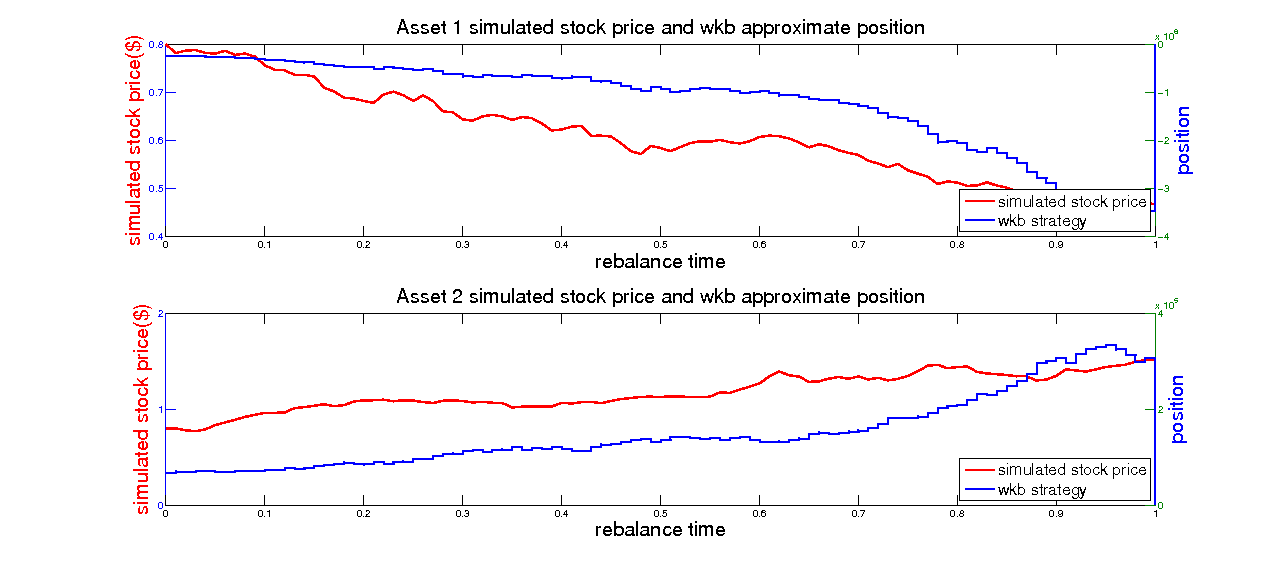 Asset 1 simulated stock price and wkb approximate position
simulated stock price($)
0.8
0.7
0.6
0.5
0.4
0 0.1 0.2 0.3 0.4 0.5 0.6 0.7 0.8 0.9 1
rebalance time
0
−1
−2
−3
−4
position
simulated stock price
wkb strategy
Asset 2 simulated stock price and wkb approximate position
simulated stock price($)
2
1
0
0 0.1 0.2 0.3 0.4 0.5 0.6 0.7 0.8 0.9 1
rebalance time
4
2
0
position
simulated stock price
wkb strategy